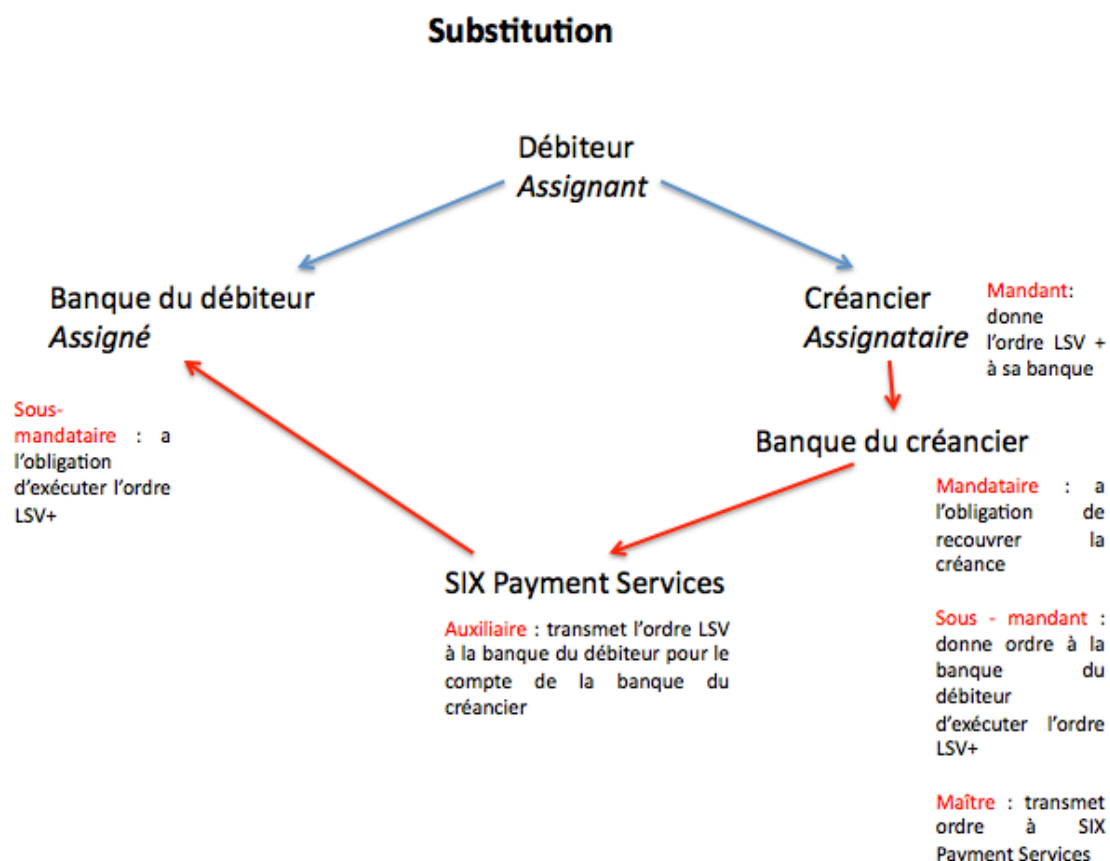 Substitution
Débiteur
Assignant
Banque du débiteur
Assigné
Créancier
Assignataire
Mandant:
donne
l'ordre LSV +
à sa banque
Sous-
mandataire : a
l'obligation
d'exécuter l'ordre
LSV+
Banque du créancier
Mandataire : a
l'obligation de
recouvrer la
créance
SIX Payment Services
Auxiliaire : transmet l'ordre LSV
à la banque du débiteur pour le
compte de la banque du
créancier
Sous - mandant :
donne ordre à la
banque du
débiteur
d'exécuter l'ordre
LSV+
Maître : transmet
ordre à SIX
Payment Services